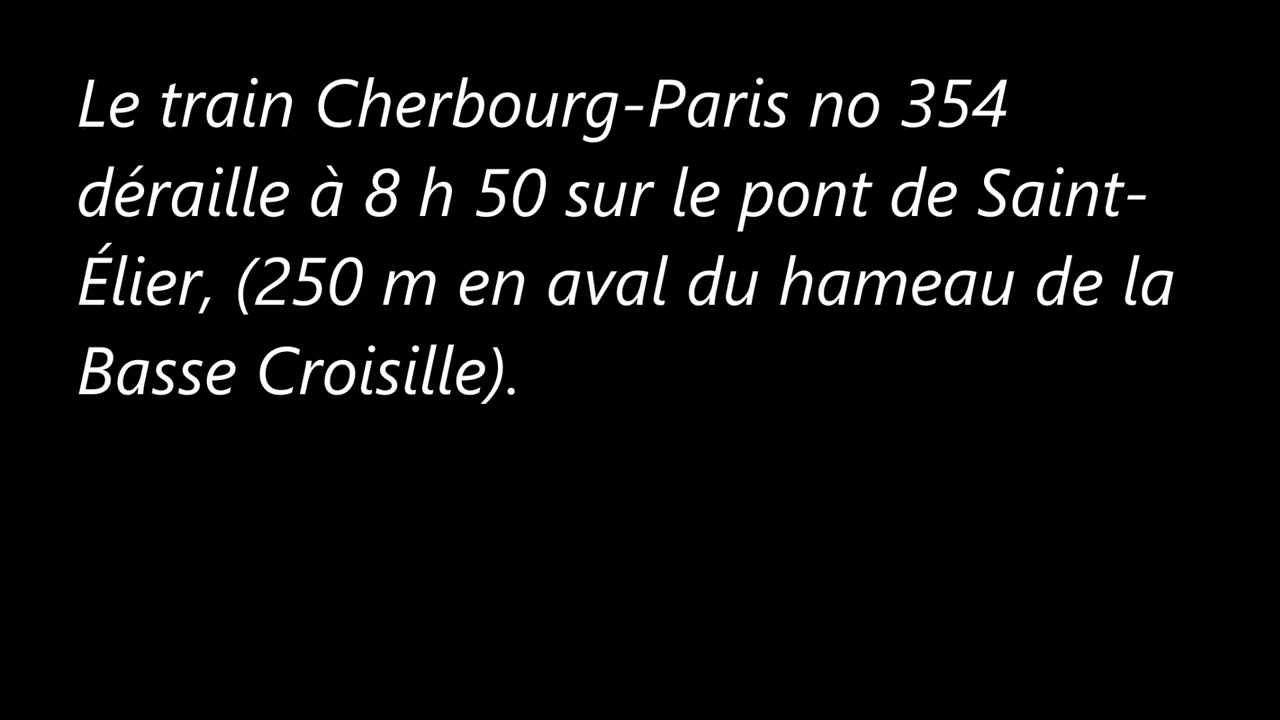 Le train Cherbourg-Paris no 354
déraille à 8 h 50 sur le pont de Saint-
Élier, (250 m en aval du hameau de la
Basse Croisille).